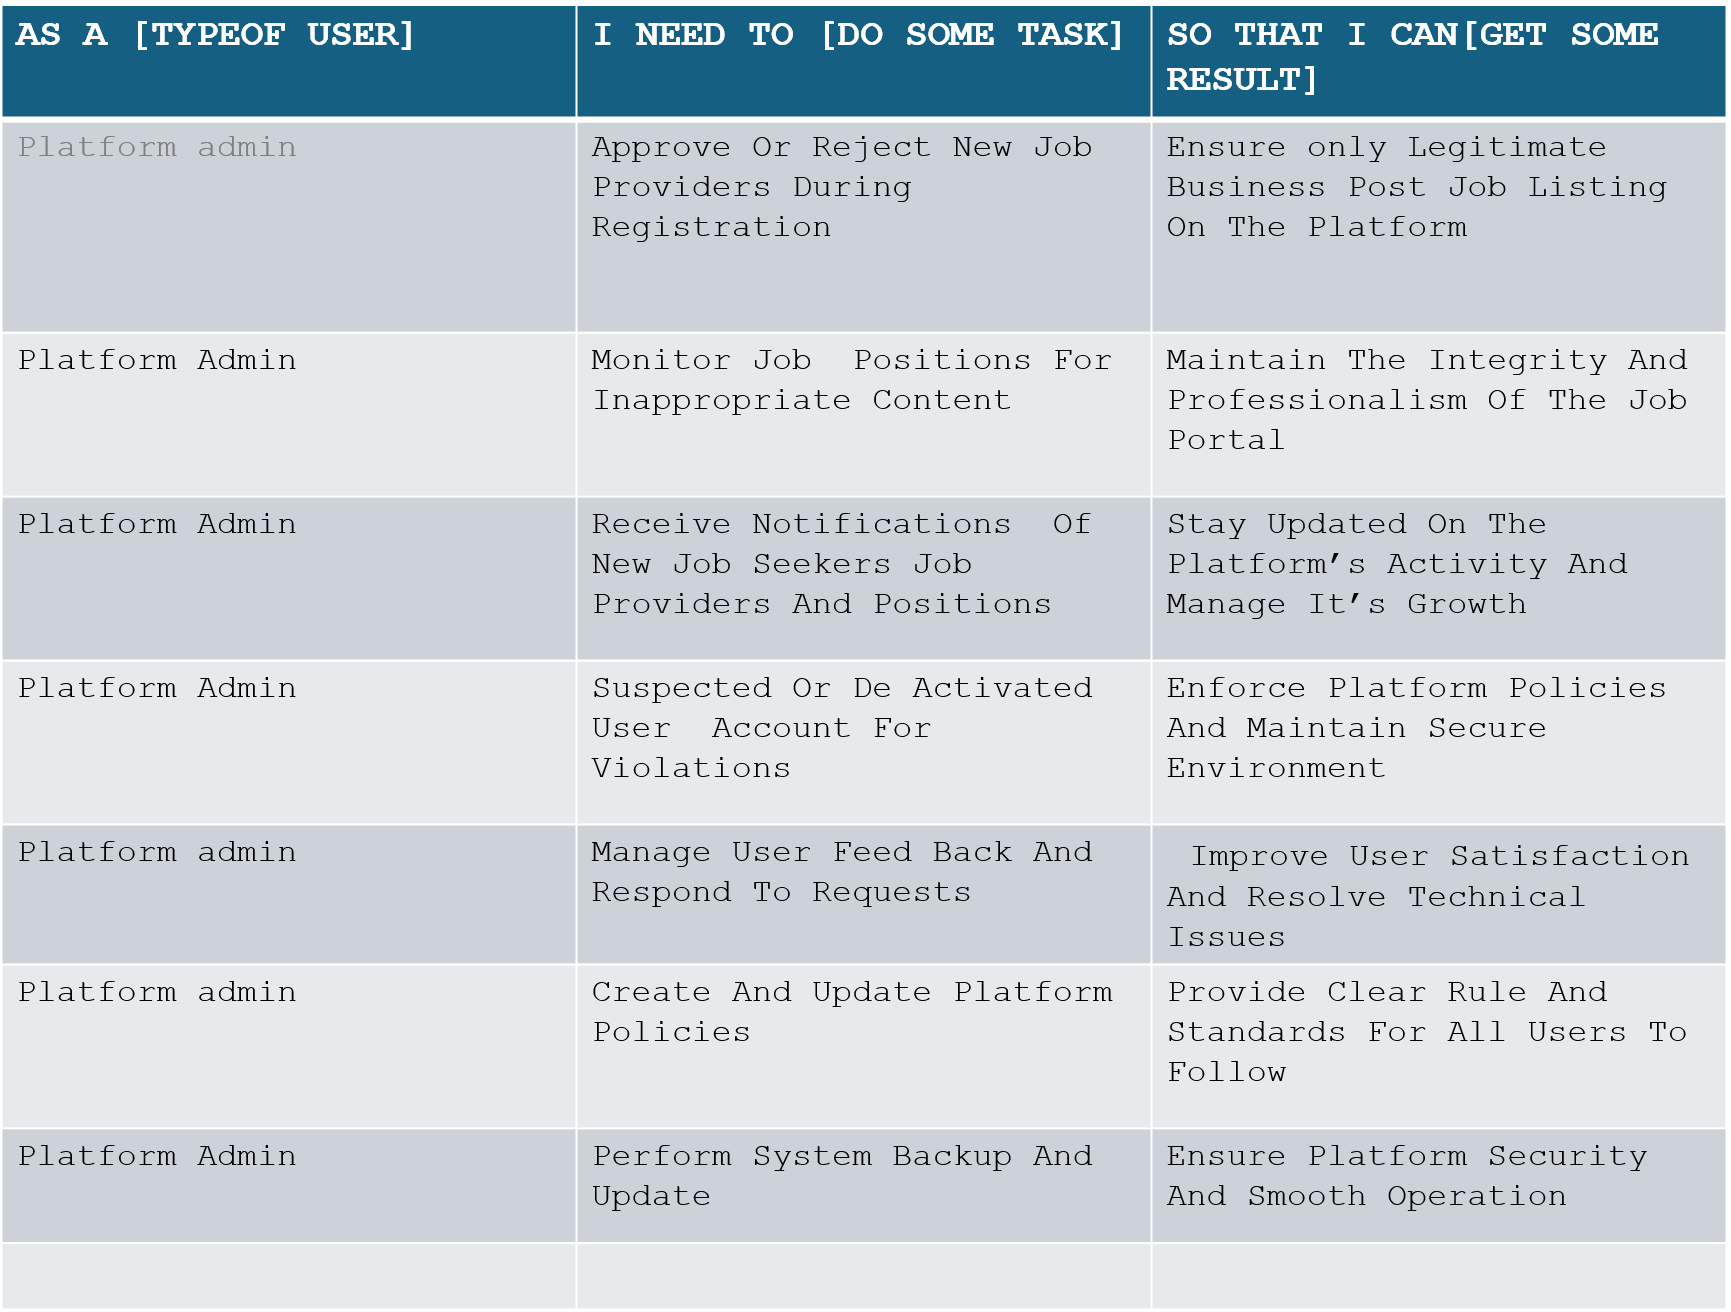 AS A [TYPEOF USER]
I NEED TO [DO SOME TASK]
SO THAT I CAN[GET SOME
RESULT]
Platform admin
Approve Or Reject New Job
Providers During
Registration
Ensure only Legitimate
Business Post Job Listing
On The Platform
Platform Admin
Monitor Job  Positions For
Inappropriate Content
Maintain The Integrity And
Professionalism Of The Job
Portal
Platform Admin
Receive Notifications  Of
New Job Seekers Job
Providers And Positions
Stay Updated On The
Platform’s Activity And
Manage It’s Growth
Platform Admin
Suspected Or De Activated
User  Account For
Violations
Enforce Platform Policies
And Maintain Secure
Environment
Platform admin
Manage User Feed Back And
Respond To Requests
Improve User Satisfaction
And Resolve Technical
Issues
Platform admin
Create And Update Platform
Policies
Provide Clear Rule And
Standards For All Users To
Follow
Platform Admin
Perform System Backup And
Update
Ensure Platform Security
And Smooth Operation